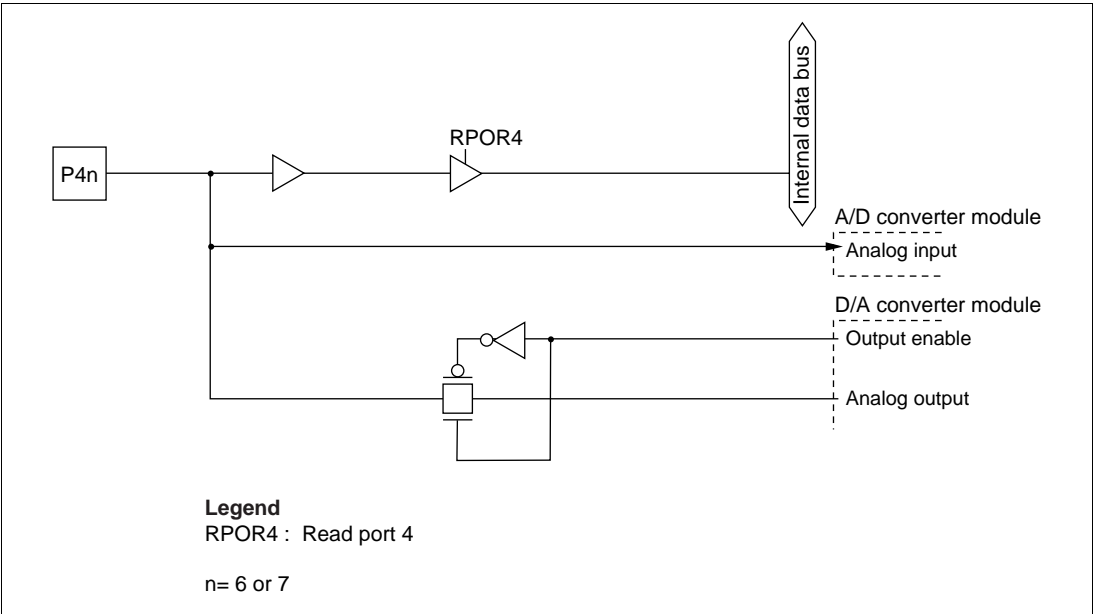 Internal data bus
RPOR4
P4n
A/D converter module
Analog input
D/A converter module
Output enable
Analog output
Legend
RPOR4 : Read port 4
n= 6 or 7